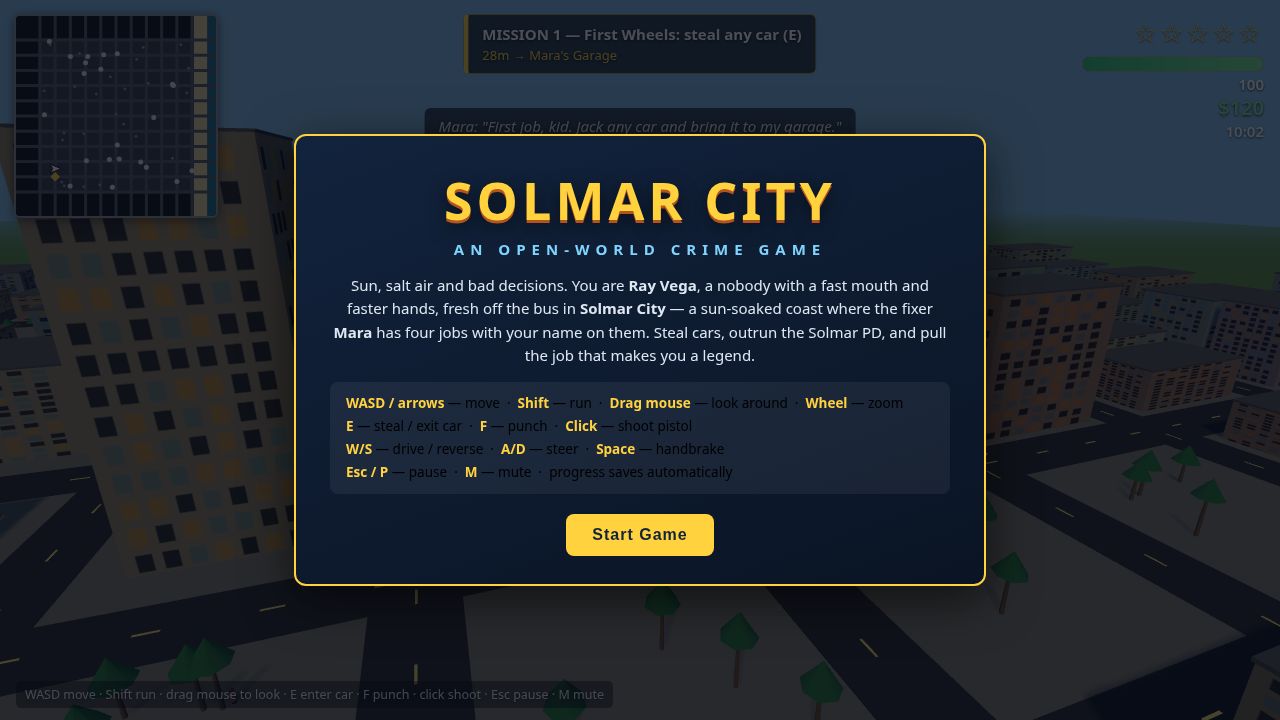 MISSION 1 — First Wheels: steal any car (E)
28m → Mara's Garage
☆☆☆☆☆
100
$120
10:02
Mara: "First job, kid. Jack any car and bring it to my garage."
SOLMAR CITY
AN OPEN-WORLD CRIME GAME
Sun, salt air and bad decisions. You are Ray Vega, a nobody with a fast mouth and
faster hands, fresh off the bus in Solmar City — a sun-soaked coast where the fixer
Mara has four jobs with your name on them. Steal cars, outrun the Solmar PD, and pull
the job that makes you a legend.
WASD / arrows — move · Shift — run · Drag mouse — look around · Wheel — zoom
E — steal / exit car · F — punch · Click — shoot pistol
W/S — drive / reverse · A/D — steer · Space — handbrake
Esc / P — pause · M — mute · progress saves automatically
Start Game
WASD move · Shift run · drag mouse to look · E enter car · F punch · click shoot · Esc pause · M mute